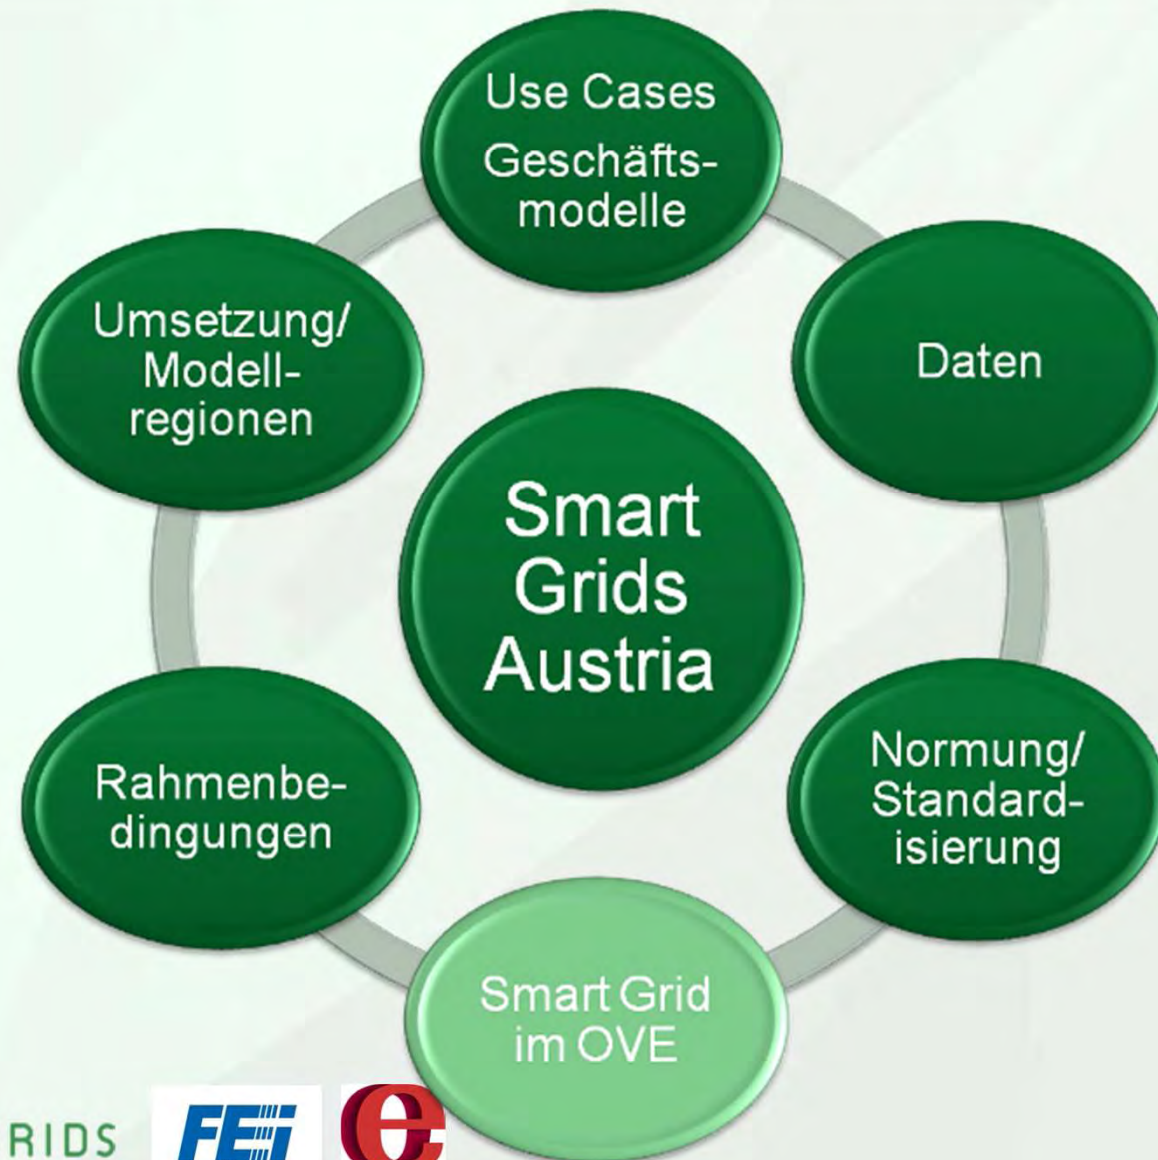 Use Cases
Geschäfts-
modelle
Daten
Normung/
Standard-
isierung
Smart Grid
im OVE
Rahmenbe-
dingungen
Umsetzung/
Modell-
regionen
Smart
Grids
Austria
RIDS
FEi
e